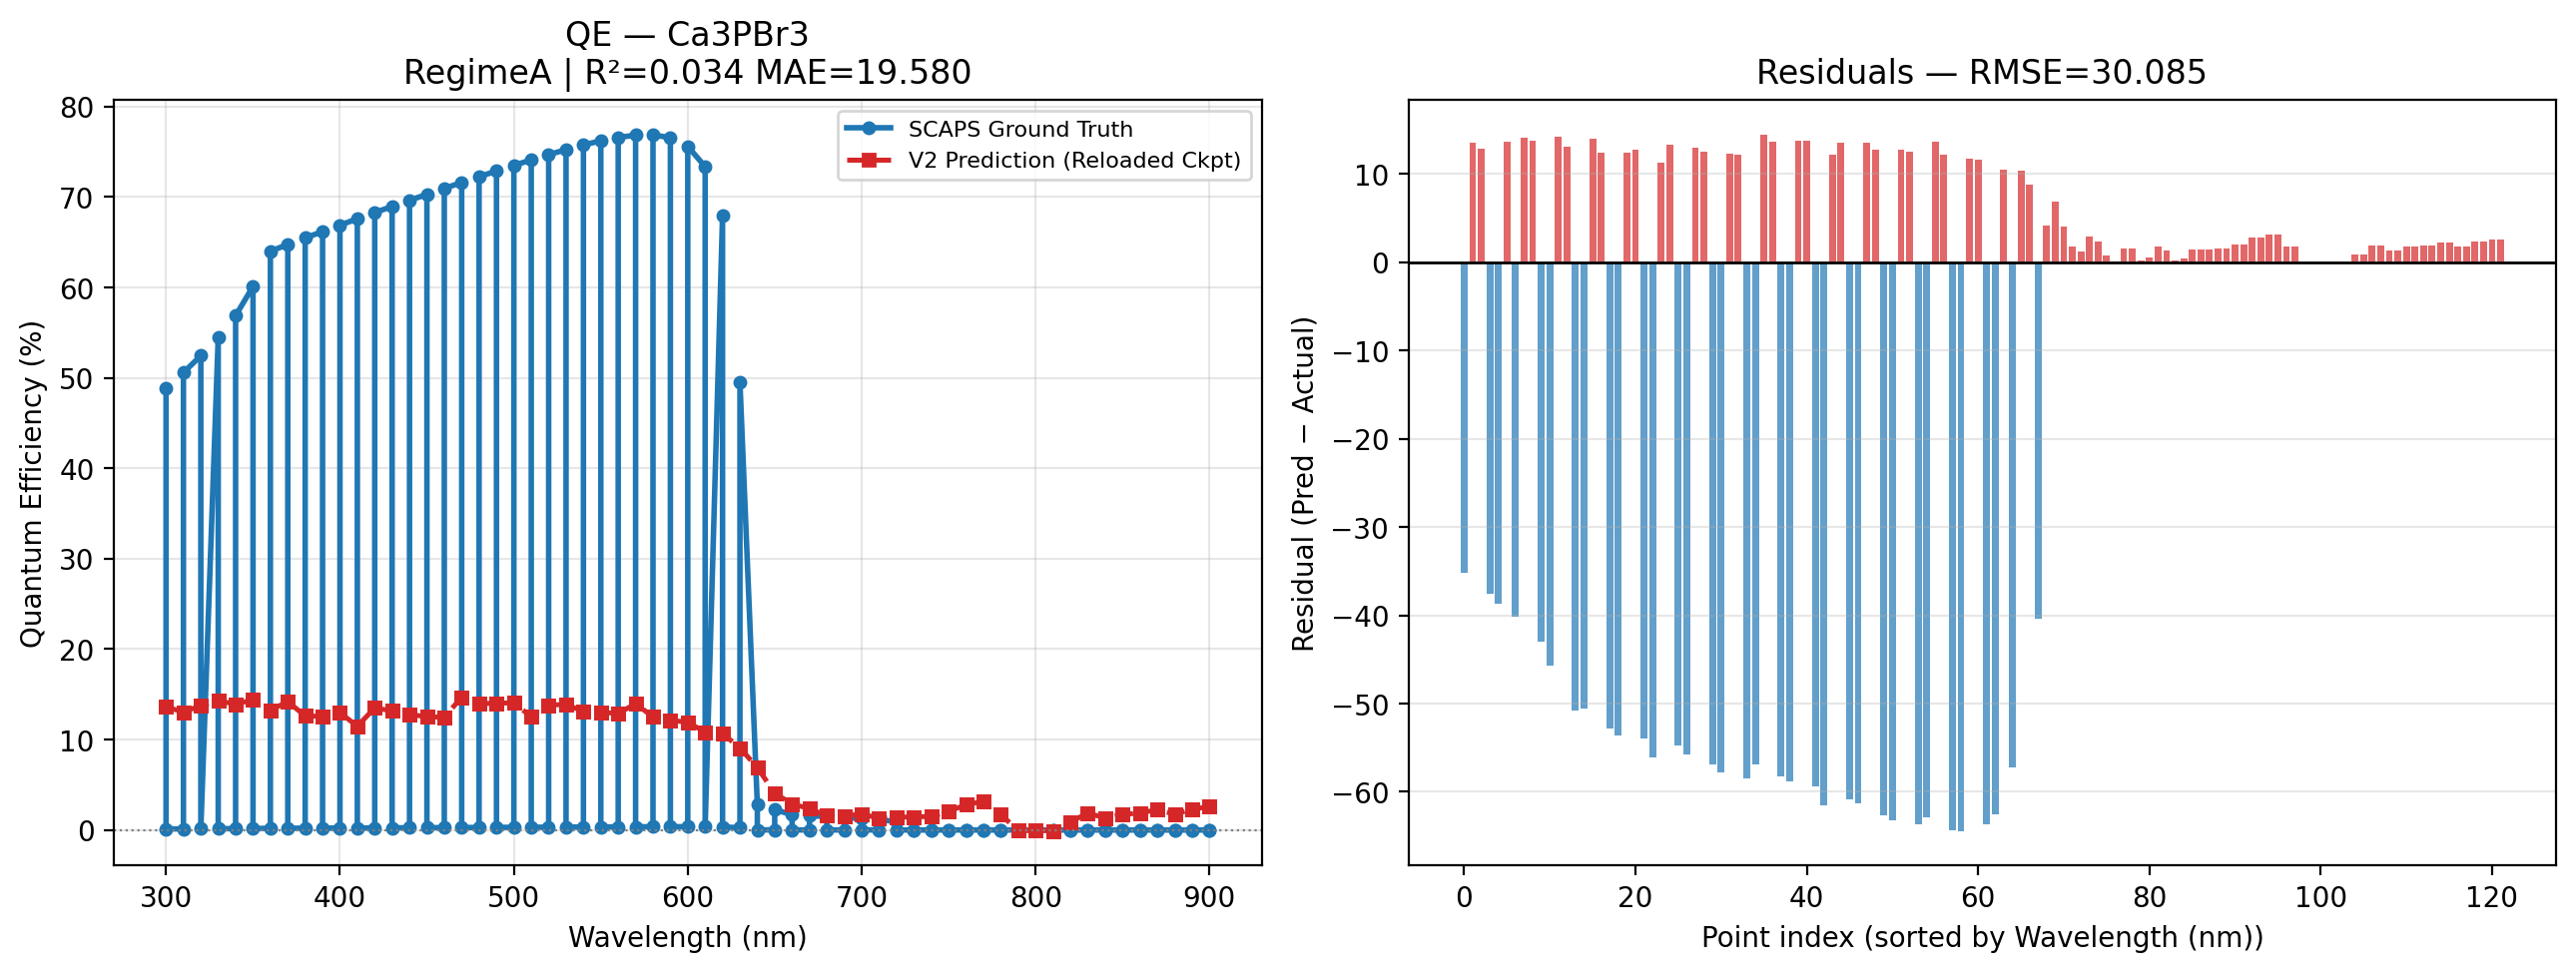 QE — Ca3PBr3
RegimeA | R²=0.034 MAE=19.580
Quantum Efficiency (%)
80
70
60
50
40
30
20
10
0
SCAPS Ground Truth
V2 Prediction (Reloaded Ckpt)
300 400 500 600 700 800 900
Wavelength (nm)
Residuals — RMSE=30.085
Residual (Pred − Actual)
10
0
−10
−20
−30
−40
−50
−60
0 20 40 60 80 100 120
Point index (sorted by Wavelength (nm))